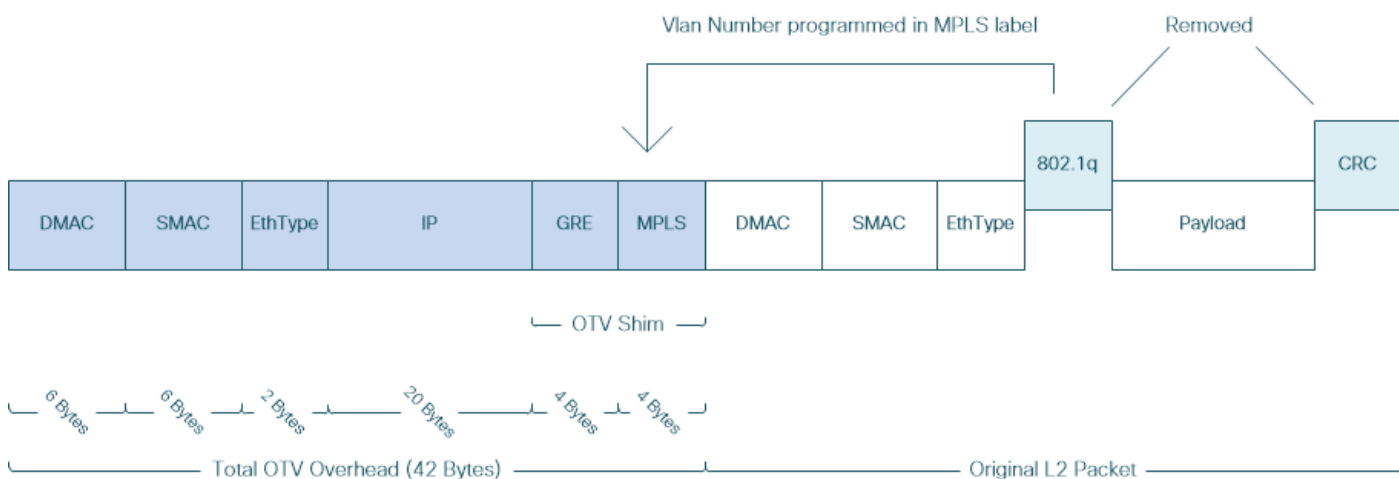 Vlan Number programmed in MPLS label
Removed
802.1q
CRC
DMAC
SMAC
EthType
IP
GRE
MPLS
DMAC
SMAC
EthType
Payload
OTV Shim
6 Bytes
6 Bytes
2 Bytes
20 Bytes
4 Bytes
4 Bytes
Total OTV Overhead (42 Bytes)
Original L2 Packet